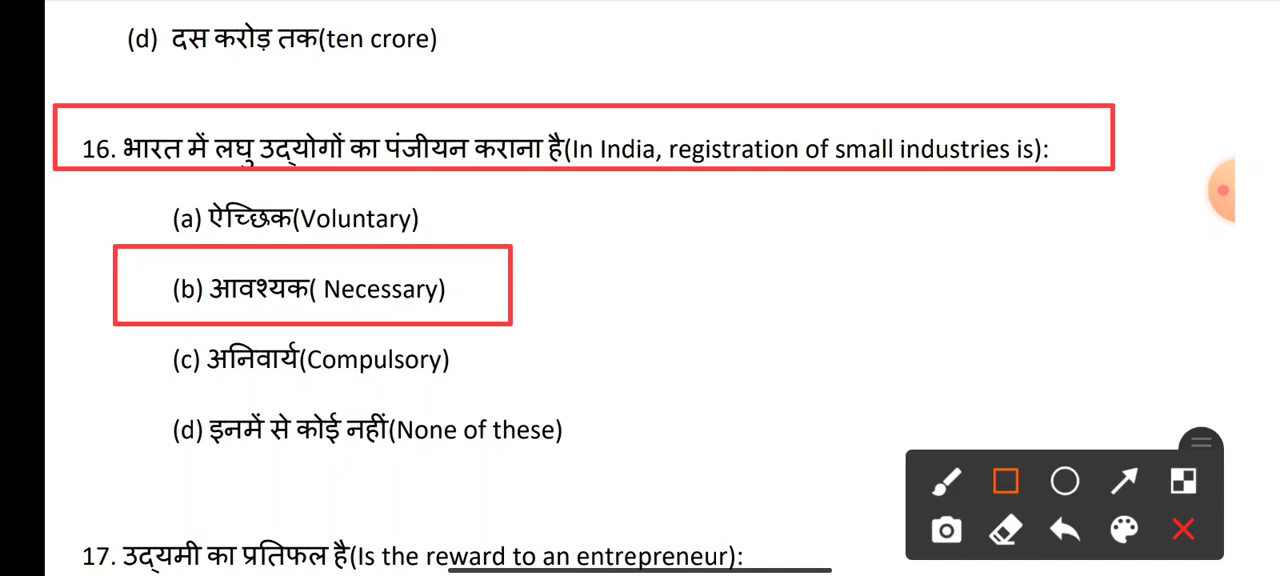 (d) दस करोड़ तक(ten crore)
16. भारत में लघु उद्योगों का पंजीयन कराना है(In India, registration of small industries is):
(a) ऐच्छिक(Voluntary)
(b) आवश्यक( Necessary)
(c) अनिवार्य(Compulsory)
(d) इनमें से कोई नहीं(None of these)
17. उद्यमी का प्रतिफल है(Is the reward to an entrepreneur):